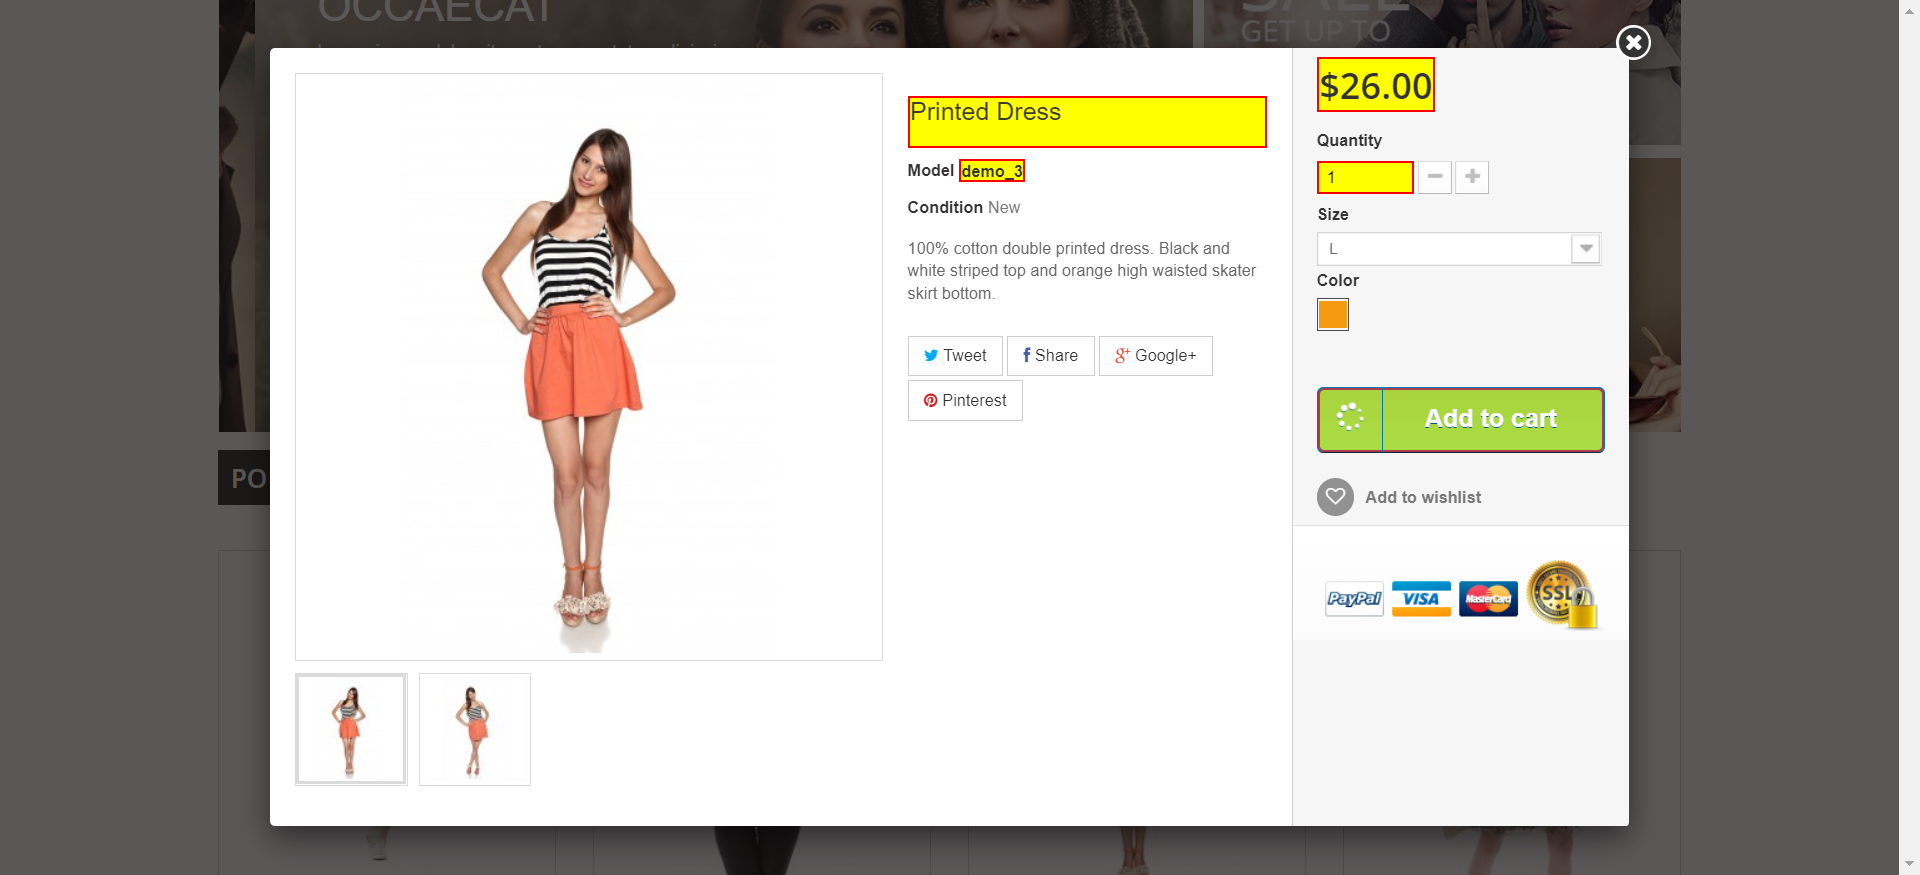 OCCAECAT
SALE
GET UP TO
$26.00
Printed Dress
Quantity
Model demo_3
1
Condition New
Size
100% cotton double printed dress. Black and
white striped top and orange high waisted skater
skirt bottom.
L
Color
Tweet
Share
Google+
Pinterest
Add to cart
PO
Add to wishlist
PayPal
VISA
MasterCard
SSL